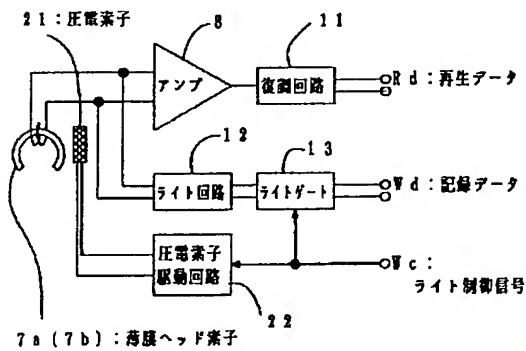 21:圧電素子
8
11
アンプ
復調回路
Rd:再生データ
12
13
ライト回路
ライトゲート
Wd:記録データ
圧電素子
駆動回路
Wc:
ライト制御信号
22
7a(7b):薄膜ヘッド素子